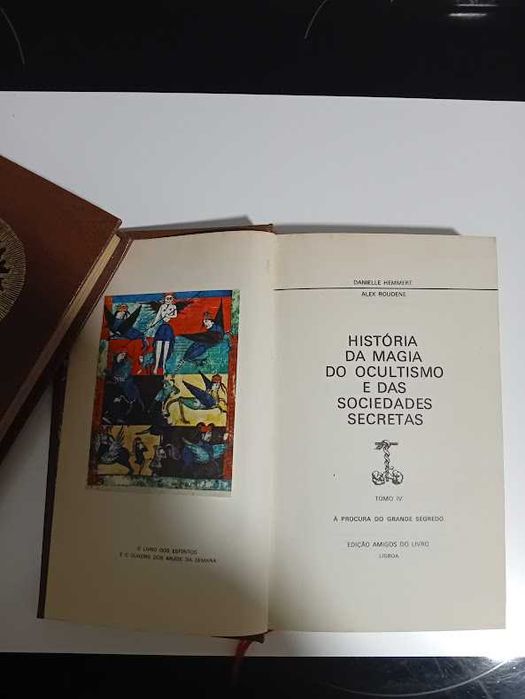 O LIVRO DOS ESPÍRITOS
E O QUADRO DOS ANJOS DA SEMANA
DANIELLE HEMMERT
ALEX ROUDENE
HISTÓRIA
DA MAGIA
DO OCULTISMO
E DAS
SOCIEDADES
SECRETAS
TOMO IV
À PROCURA DO GRANDE SEGREDO
EDIÇÃO AMIGOS DO LIVRO
LISBOA